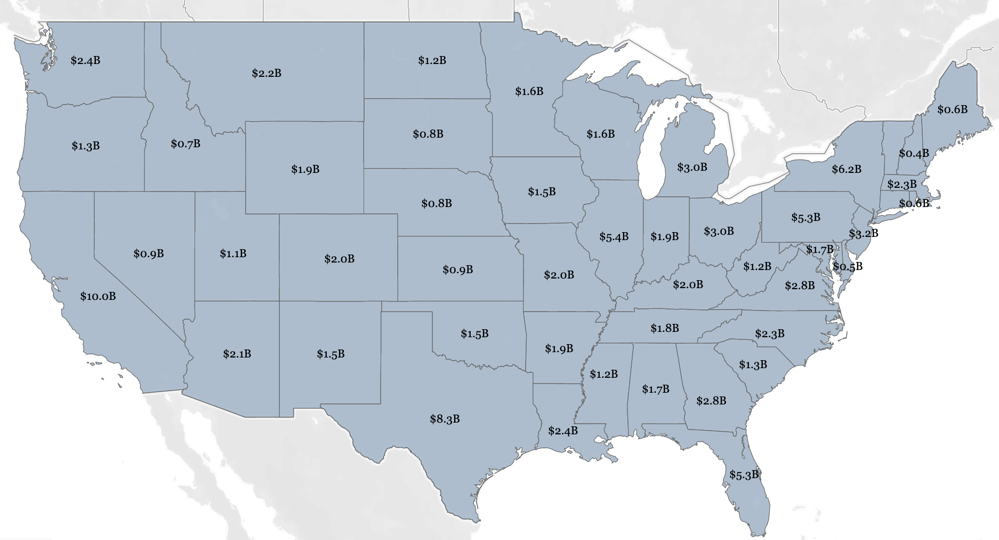 $2.4B
$2.2B
$1.2B
$1.6B
$0.6B
$1.3B
$0.7B
$0.8B
$1.6B
$0.4B
$1.9B
$3.0B
$6.2B
$1.5B
$2.3B
$0.8B
$0.6B
$5.3B
$5.4B
$1.9B
$3.0B
$3.2B
$0.9B
$1.1B
$2.0B
$1.7B
$0.9B
$2.0B
$1.2B
$0.5B
$10.0B
$2.0B
$2.8B
$1.5B
$1.8B
$2.3B
$2.1B
$1.5B
$1.9B
$1.3B
$1.2B
$1.7B
$2.8B
$8.3B
$2.4B
$5.3B